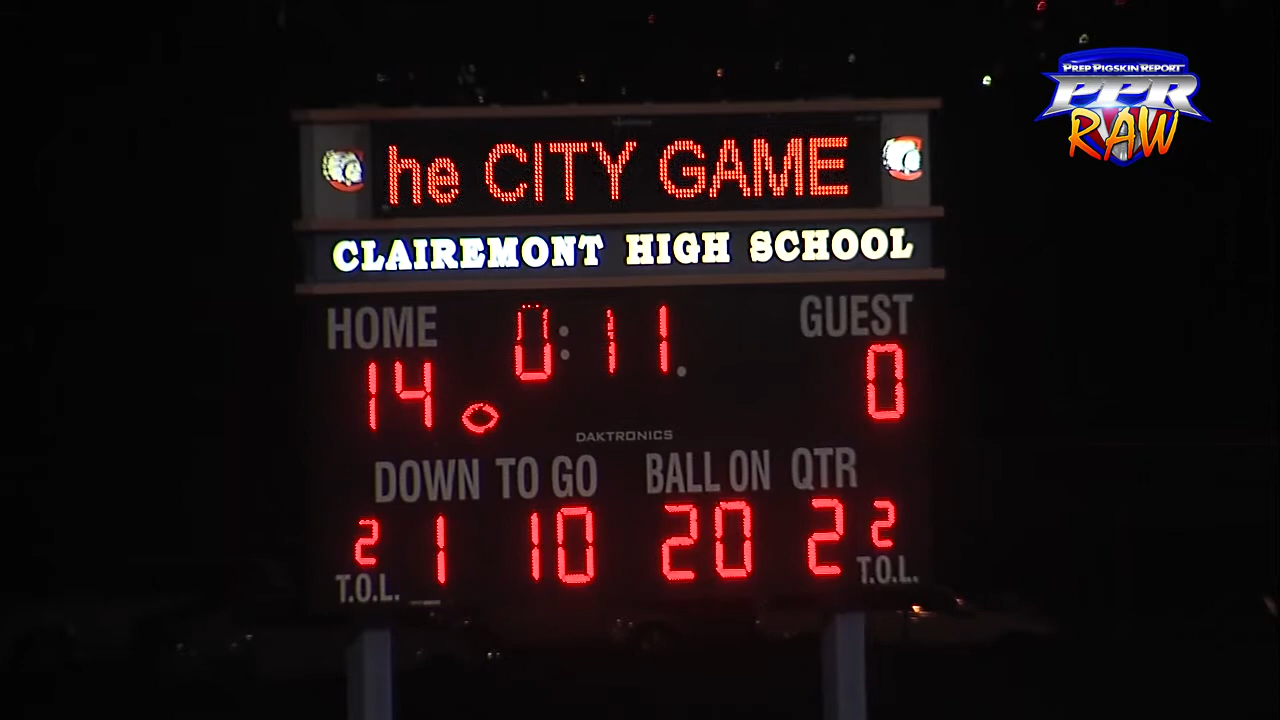 PREP PIGSKIN REPORT
PPR
RAW
he CITY GAME
CLAIREMONT HIGH SCHOOL
HOME 0:11 GUEST
14 0
DAKTRONICS
DOWN TO GO BALL ON QTR
2 1 10 20 2 2
T.O.L. T.O.L.